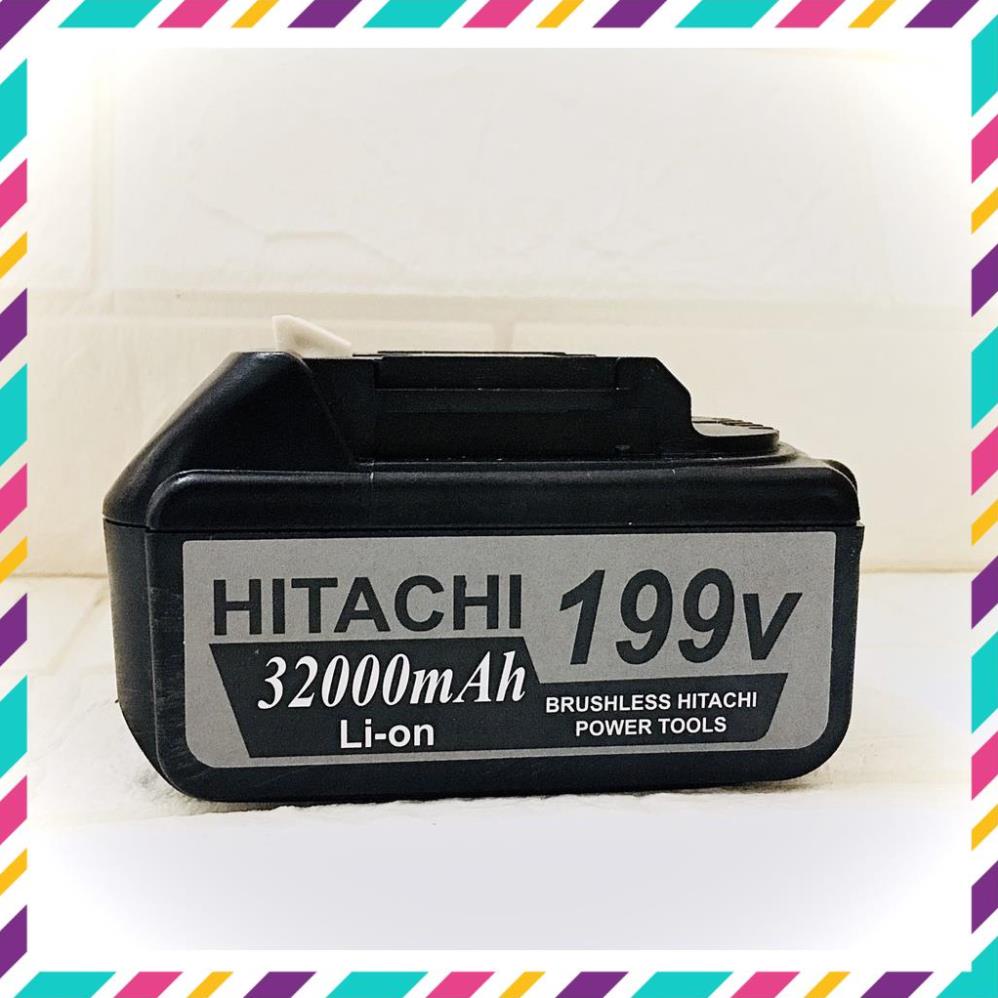 HITACHI
199v
32000mAh
Li-on
BRUSHLESS HITACHI
POWER TOOLS